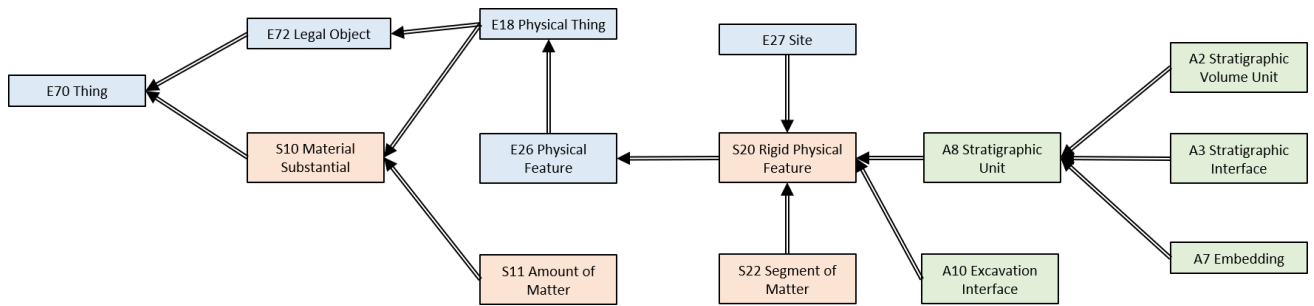 E70 Thing
E72 Legal Object
S10 Material
Substantial
E18 Physical Thing
E26 Physical
Feature
S11 Amount of
Matter
E27 Site
S20 Rigid Physical
Feature
S22 Segment of
Matter
A8 Stratigraphic
Unit
A10 Excavation
Interface
A2 Stratigraphic
Volume Unit
A3 Stratigraphic
Interface
A7 Embedding